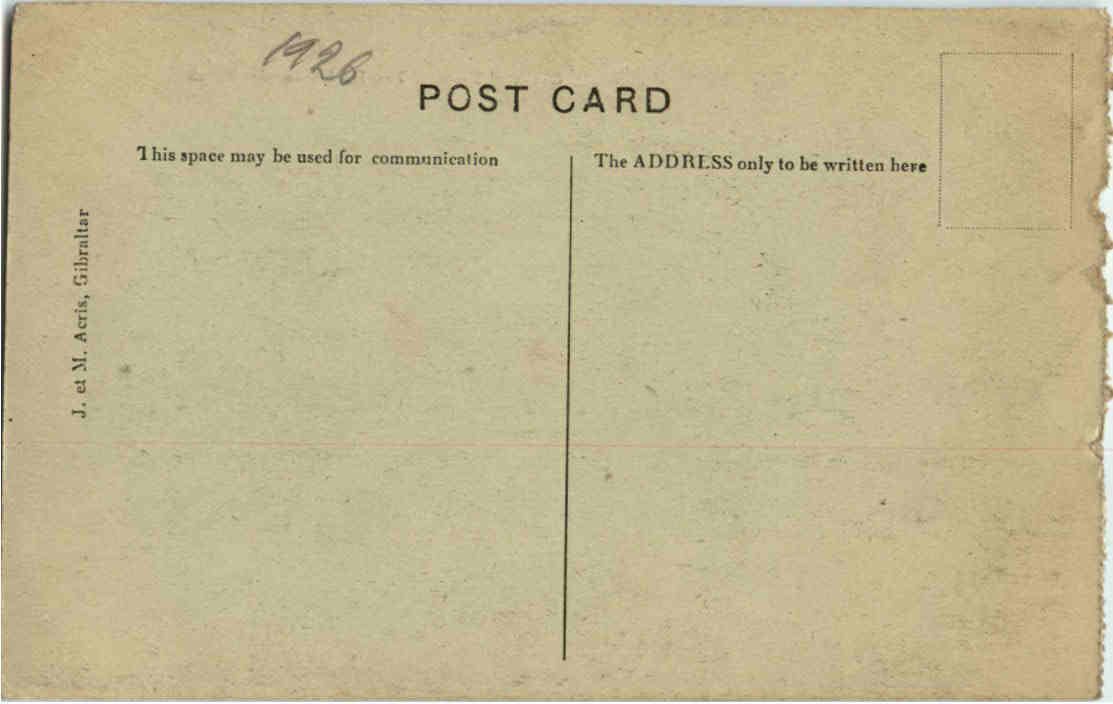 1926
POST CARD
This space may be used for communication
The ADDRESS only to be written here
J. et M. Acris, Gibraltar